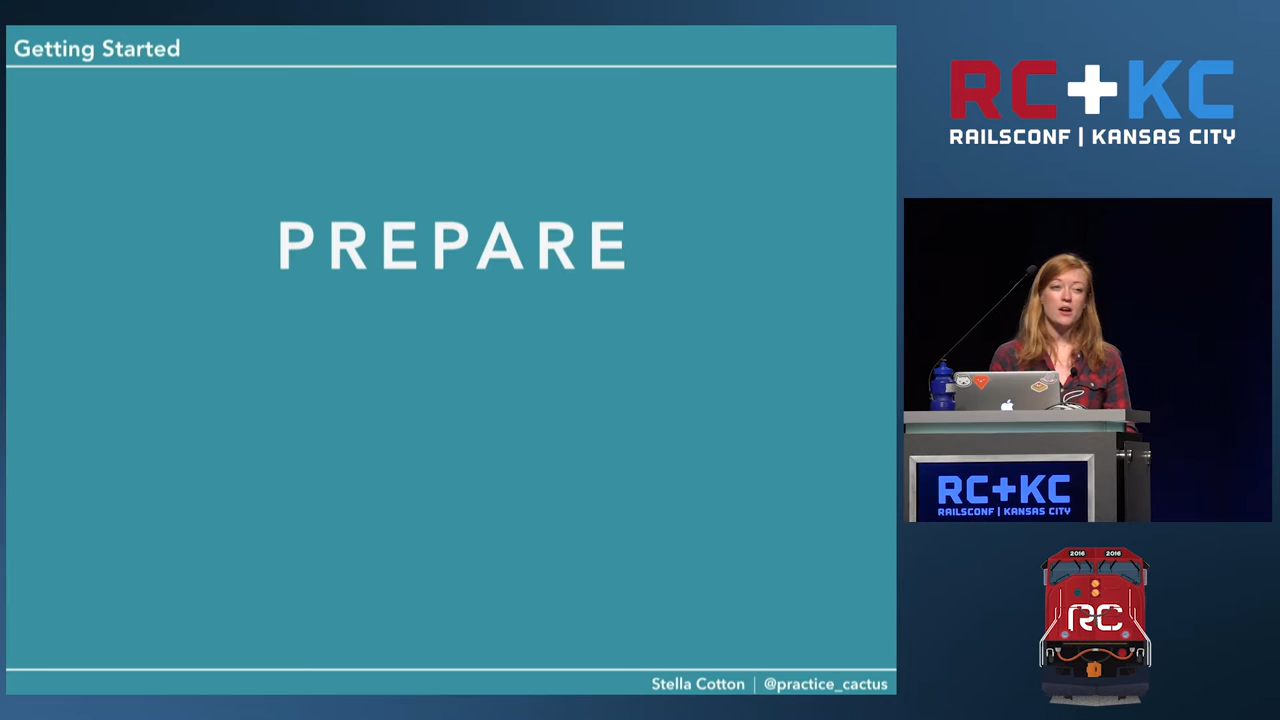 Getting Started
PREPARE
Stella Cotton | @practice_cactus
RC+KC
RAILSCONF | KANSAS CITY
RC+KC
RAILSCONF | KANSAS CITY
2016 2016
RC